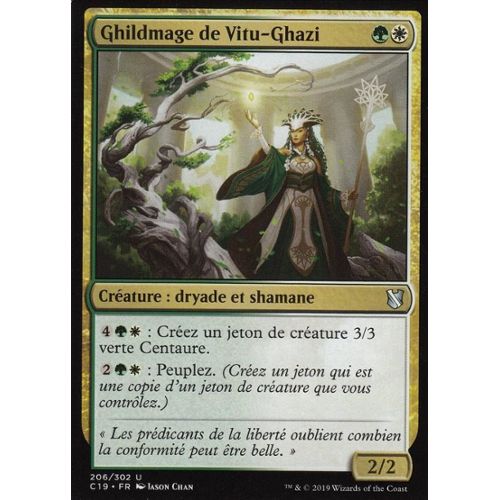 Ghildmage de Vitu-Ghazi
Créature : dryade et shamane
4 : Créez un jeton de créature 3/3
verte Centaure.
2 : Peuplez. (Créez un jeton qui est
une copie d'un jeton de créature que vous
contrôlez.)
« Les prédicants de la liberté oublient combien
la conformité peut être belle. »
2/2
206/302 U
C19 • FR Jason Chan
™ & © 2019 Wizards of the Coast